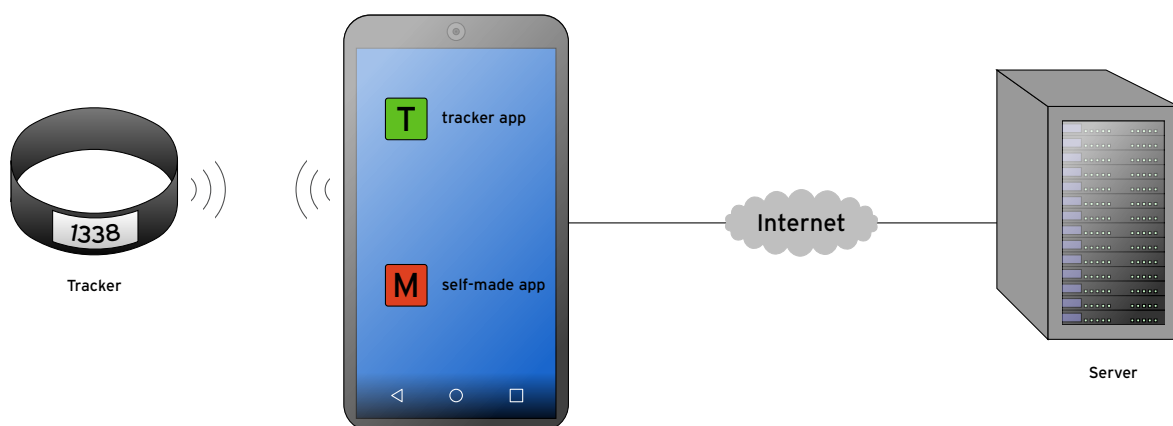 T tracker app
Internet
1338
M self-made app
Tracker
Server